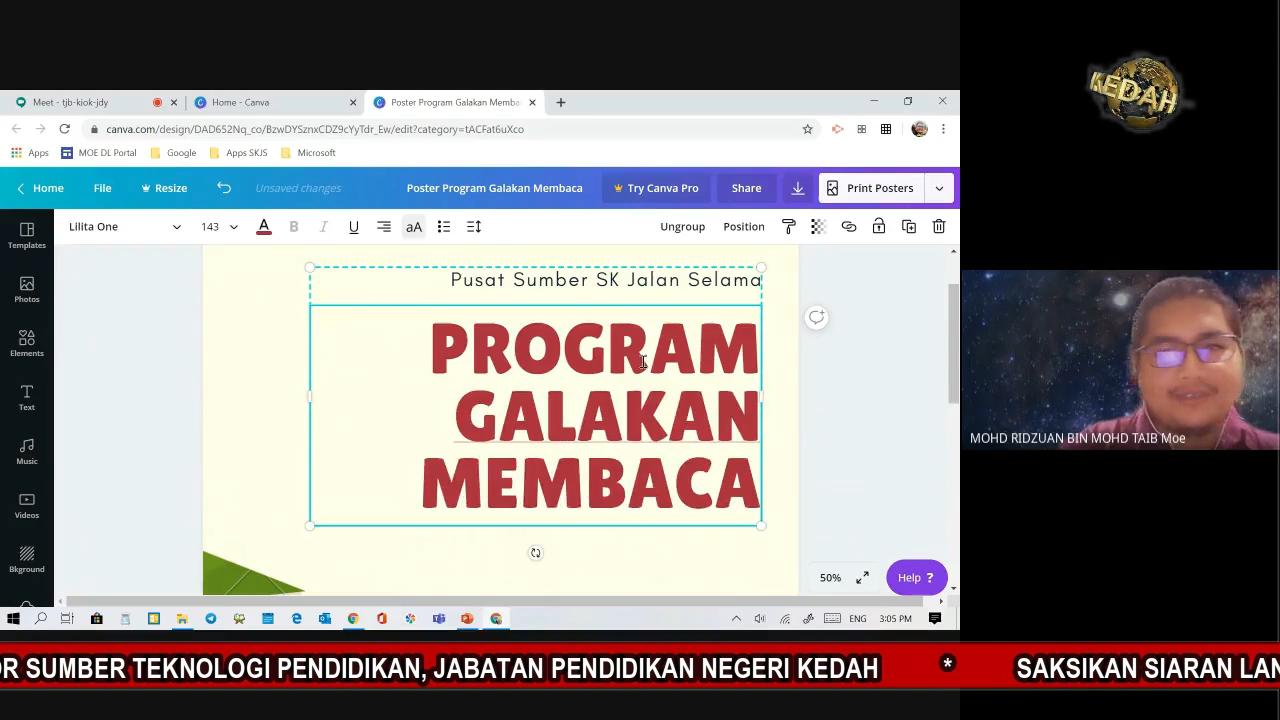 Meet - tjb-kiok-jdy
Home - Canva
Poster Program Galakan Memba
canva.com/design/DAD652Nq_co/BzwDYSznxCDZ9cYyTdr_Ew/edit?category=tACFat6uXco
Apps
MOE DL Portal
Google
Apps SKJS
Microsoft
Home
File
Resize
Unsaved changes
Poster Program Galakan Membaca
Try Canva Pro
Share
Print Posters
Lilita One
143
A
B
I
U
aA
Ungroup
Position
Templates
Photos
Elements
Text
Music
Videos
Bkground
Pusat Sumber SK Jalan Selama
PROGRAM
GALAKAN
MEMBACA
50%
Help ?
ENG
3:05 PM
KEDAH
MOHD RIDZUAN BIN MOHD TAIB Moe
OR SUMBER TEKNOLOGI PENDIDIKAN, JABATAN PENDIDIKAN NEGERI KEDAH * SAKSIKAN SIARAN LAN